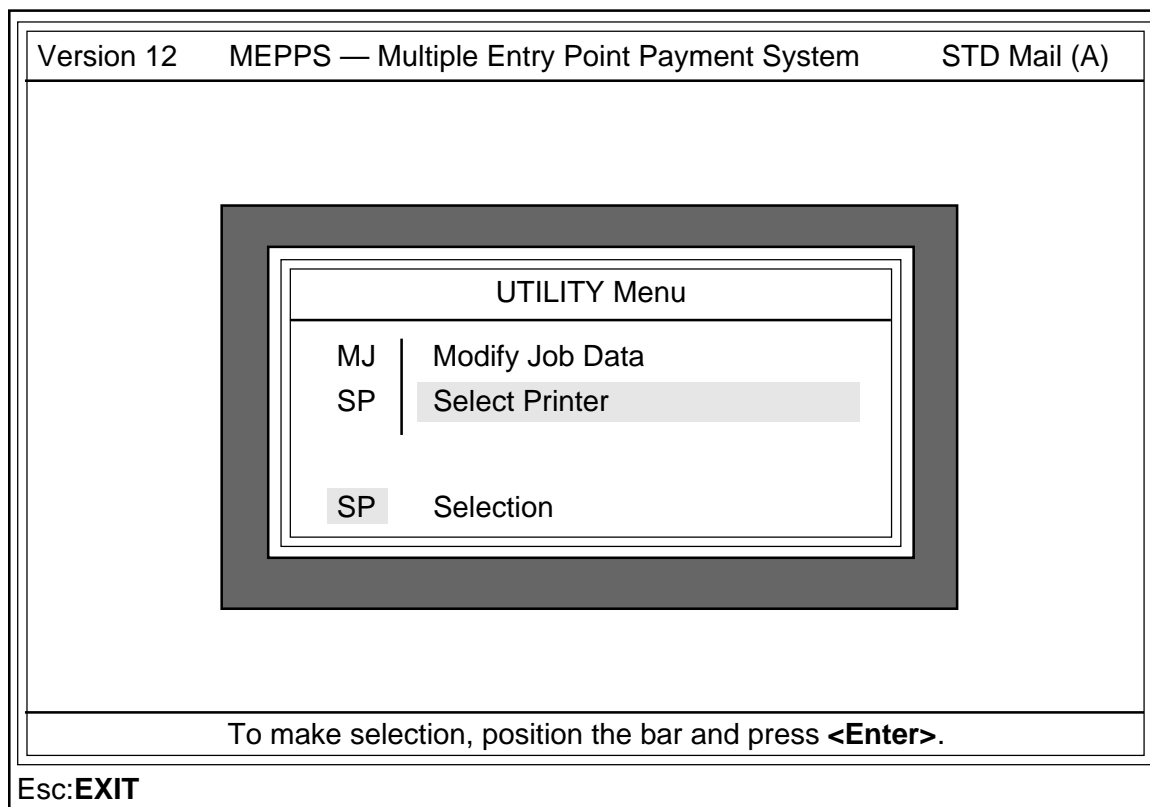 Version 12 MEPPS — Multiple Entry Point Payment System STD Mail (A)
UTILITY Menu
MJ Modify Job Data
SP Select Printer
SP Selection
To make selection, position the bar and press <Enter>.
Esc:EXIT